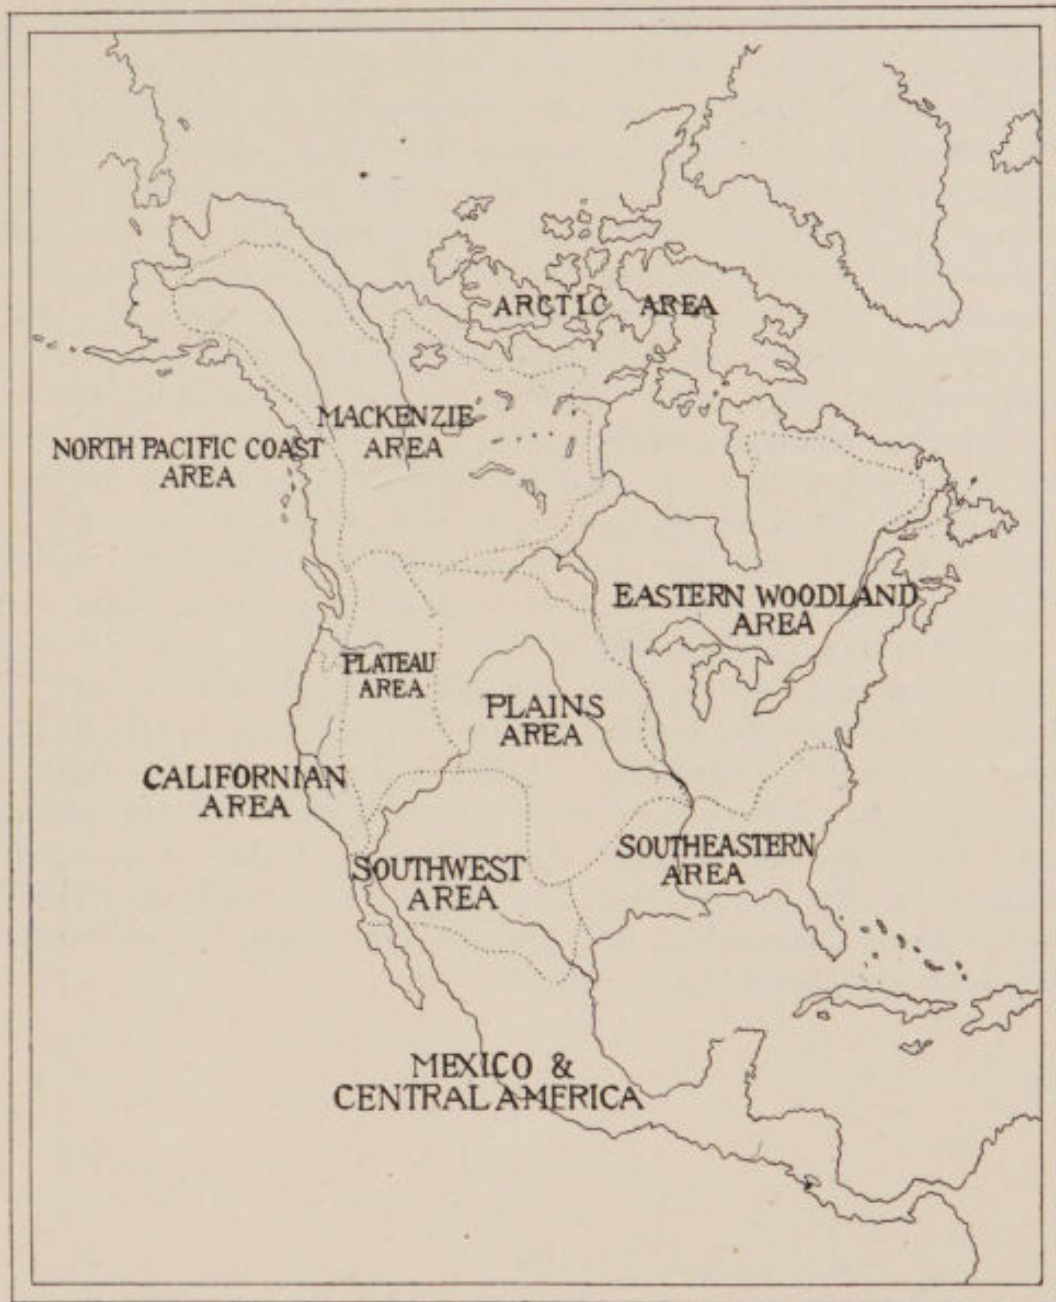 ARCTIC AREA
MACKENZIE
AREA
NORTH PACIFIC COAST
AREA
EASTERN WOODLAND
AREA
PLATEAU
AREA
PLAINS
AREA
CALIFORNIAN
AREA
SOUTHEASTERN
AREA
SOUTHWEST
AREA
MEXICO &
CENTRAL AMERICA